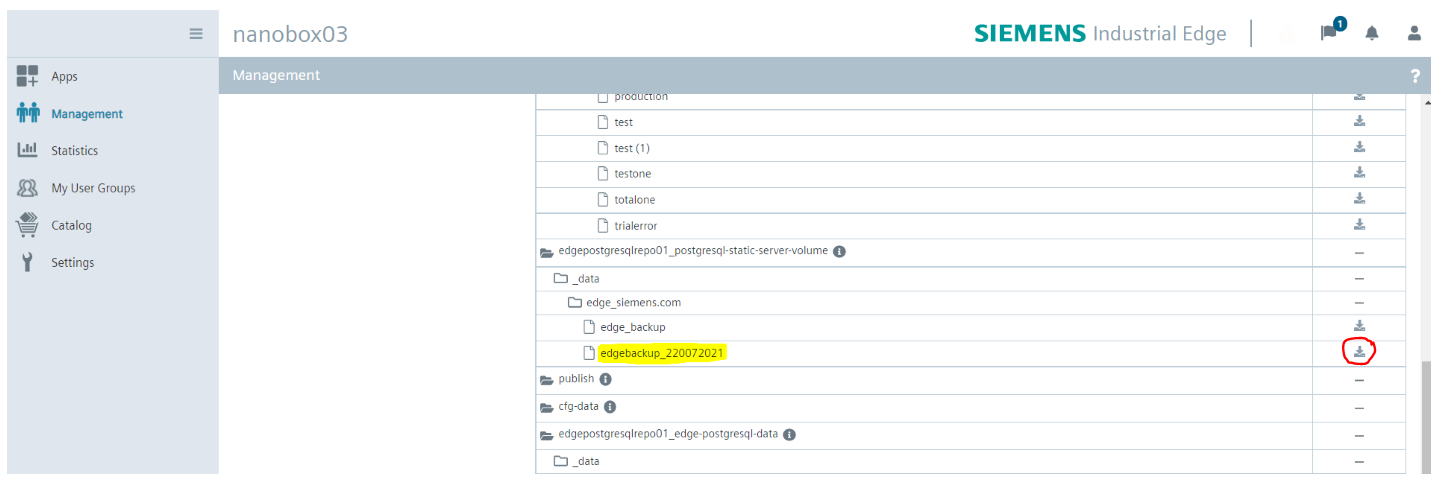 nanobox03
SIEMENS Industrial Edge
1
Management
?
Apps
Management
Statistics
My User Groups
Catalog
Settings
production
test
test (1)
testone
totalone
trialerror
edgepostgresqlrepo01_postgresql-static-server-volume
_data
edge_siemens.com
edge_backup
edgebackup_220072021
publish
cfg-data
edgepostgresqlrepo01_edge-postgresql-data
_data